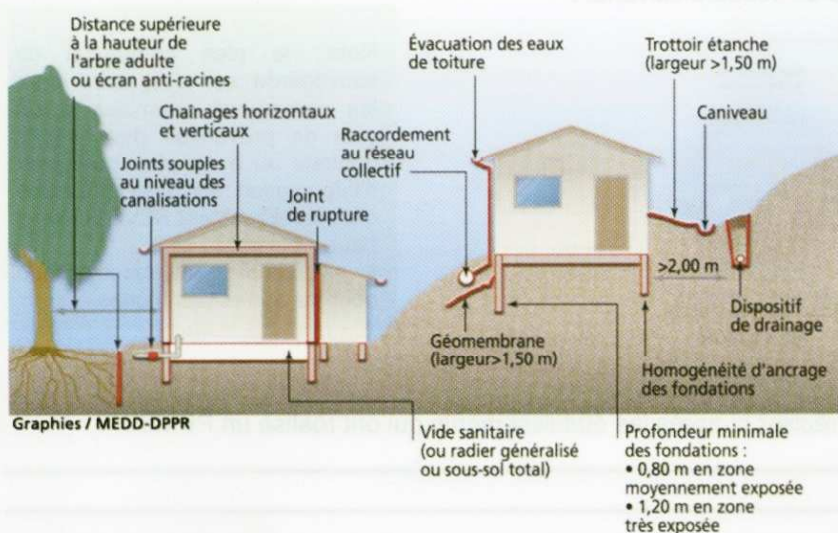 Distance supérieure
à la hauteur de
l'arbre adulte
ou écran anti-racines
Chaînages horizontaux
et verticaux
Joints souples
au niveau des
canalisations
Joint
de rupture
Évacuation des eaux
de toiture
Raccordement
au réseau
collectif
Trottoir étanche
(largeur >1,50 m)
Caniveau
>2,00 m
Dispositif
de drainage
Géomembrane
(largeur>1,50 m)
Homogénéité d'ancrage
des fondations
Graphies / MEDD-DPPR
Vide sanitaire
(ou radier généralisé
ou sous-sol total)
Profondeur minimale
des fondations :
• 0,80 m en zone
moyennement exposée
• 1,20 m en zone
très exposée